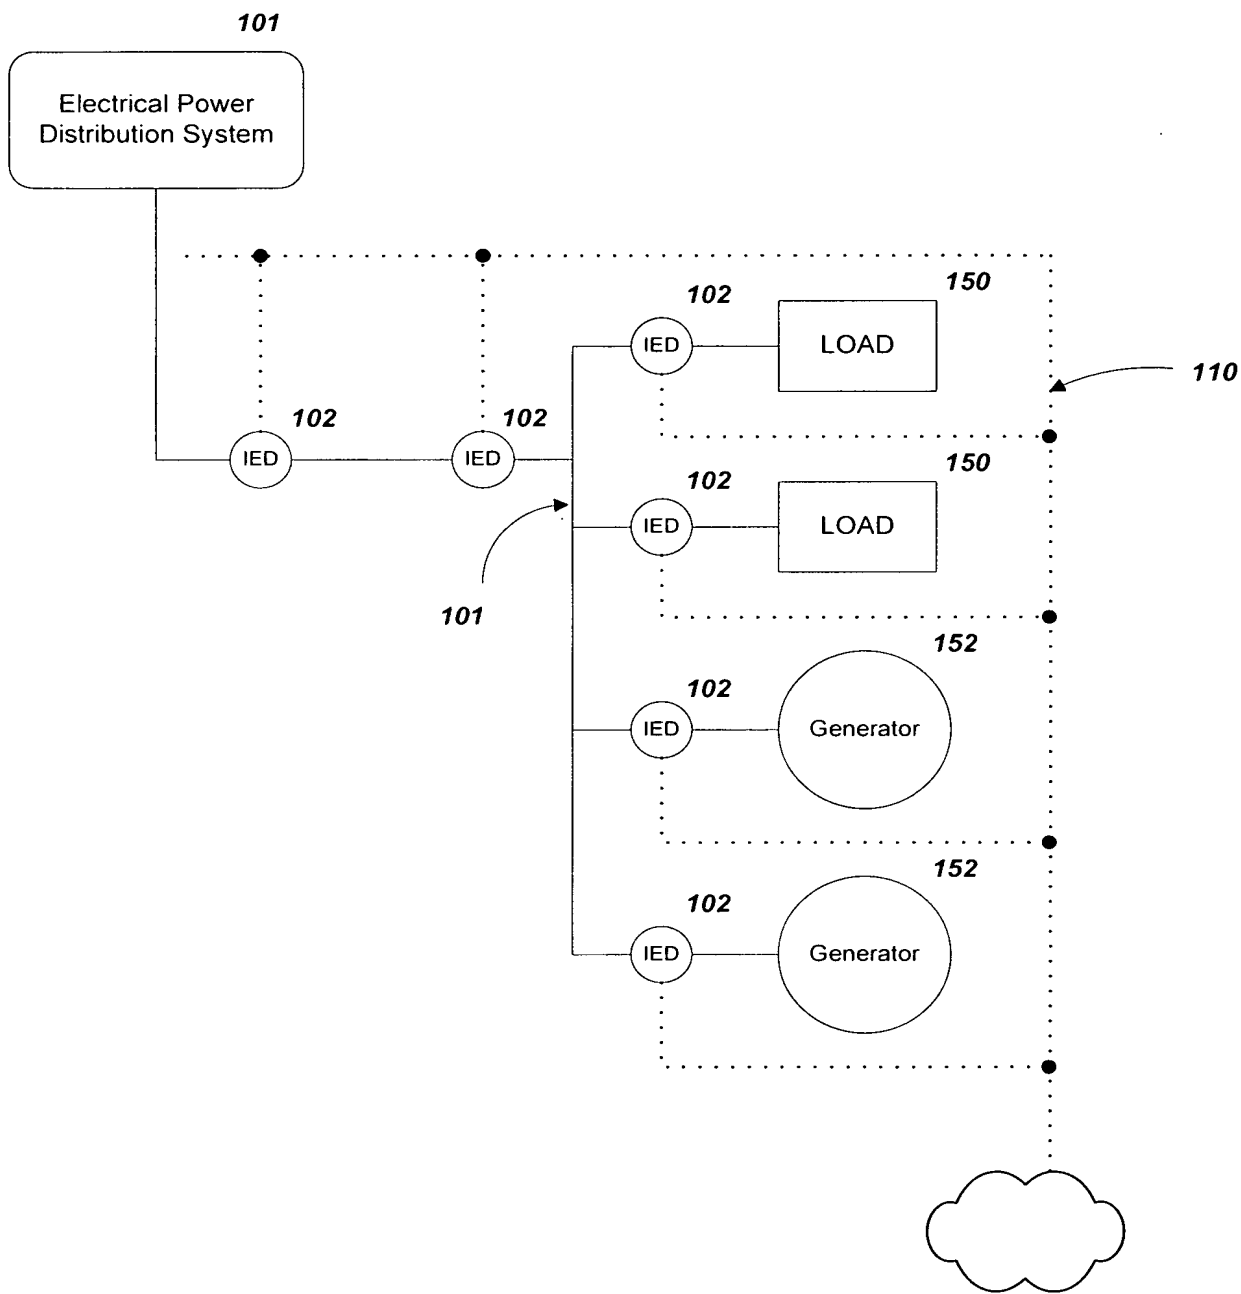 101
Electrical Power
Distribution System
150
102
LOAD
IED
110
102
102
IED
IED
150
102
LOAD
IED
101
152
102
Generator
IED
152
102
Generator
IED